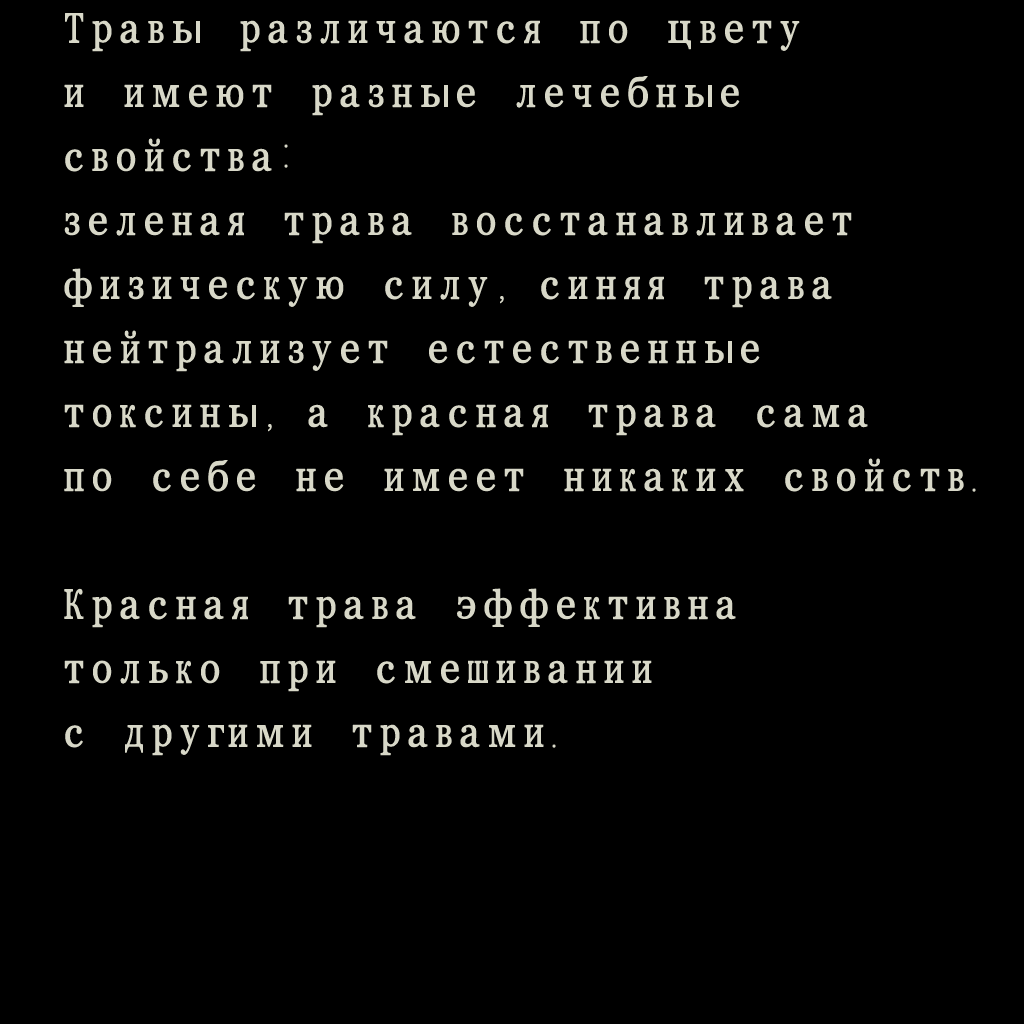 Травы различаются по цвету
и имеют разные лечебные
свойства:
зеленая трава восстанавливает
физическую силу, синяя трава
нейтрализует естественные
токсины, а красная трава сама
по себе не имеет никаких свойств.
Красная трава эффективна
только при смешивании
с другими травами.